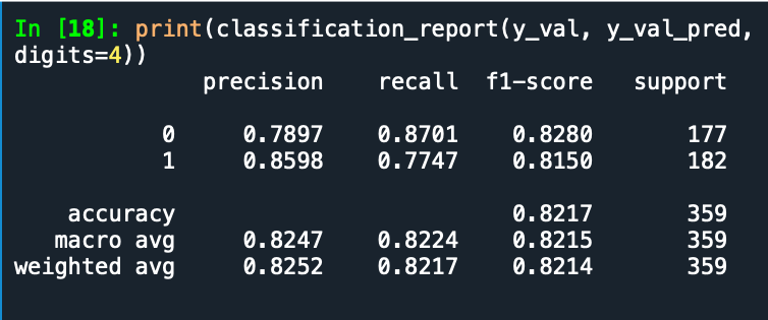 In [18]: print(classification_report(y_val, y_val_pred,
digits=4))
              precision    recall  f1-score   support

           0     0.7897    0.8701    0.8280       177
           1     0.8598    0.7747    0.8150       182

    accuracy                         0.8217       359
   macro avg     0.8247    0.8224    0.8215       359
weighted avg     0.8252    0.8217    0.8214       359